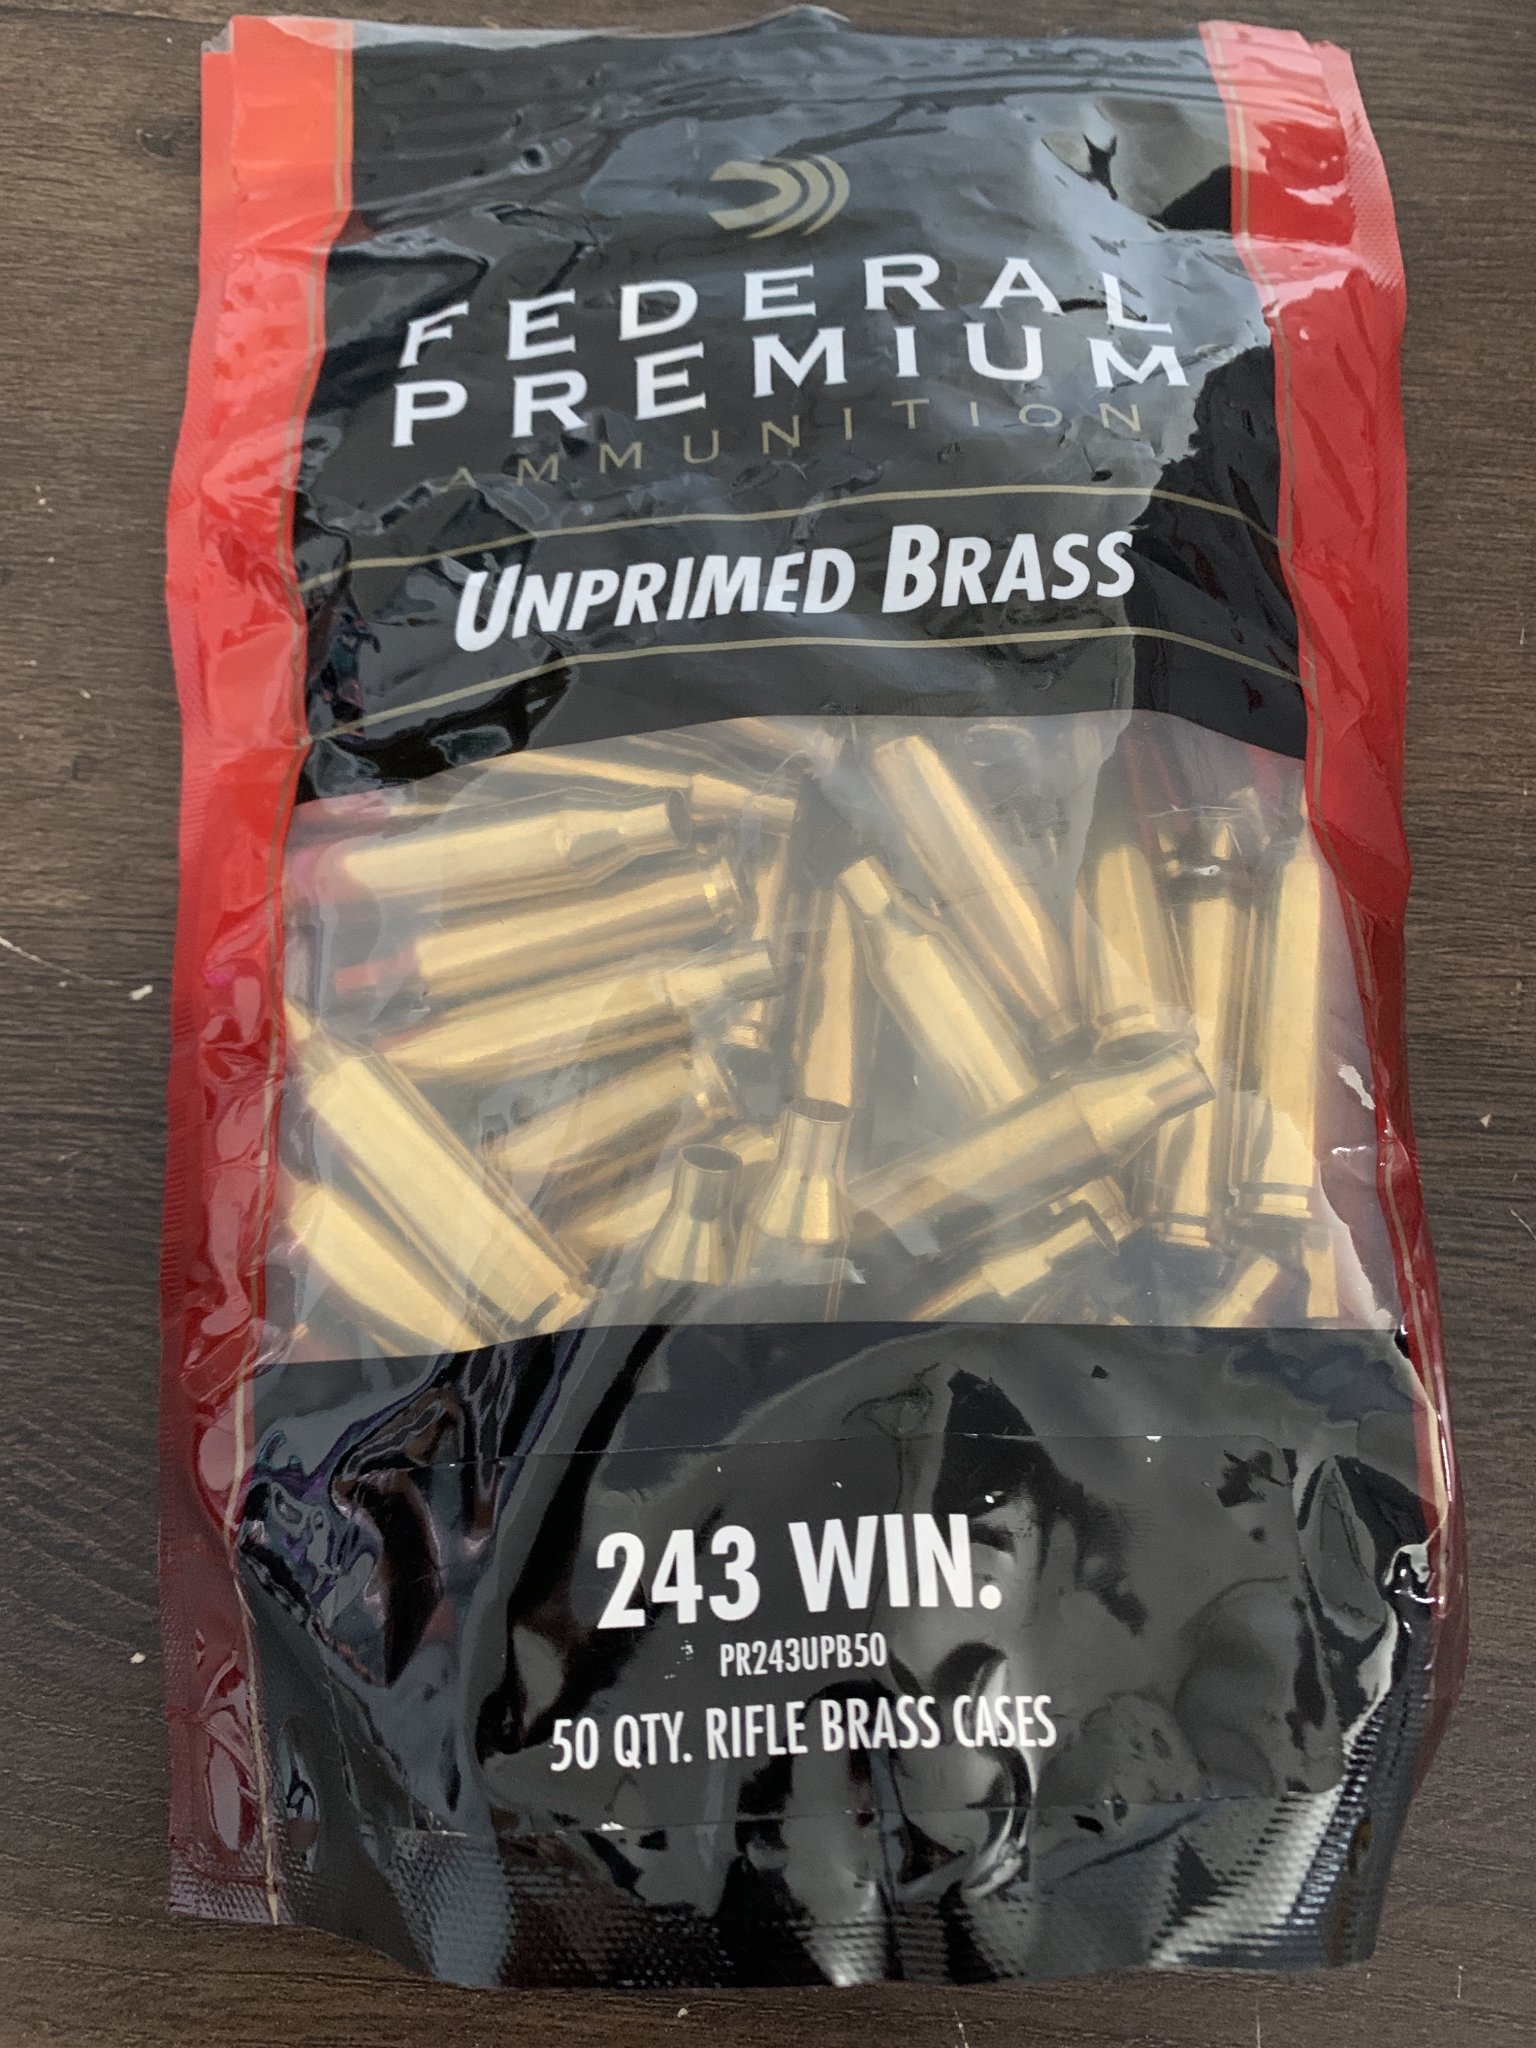 FEDERAL
PREMIUM
AMMUNITION
UNPRIMED BRASS
243 WIN.
PR243UPB50
50 QTY. RIFLE BRASS CASES